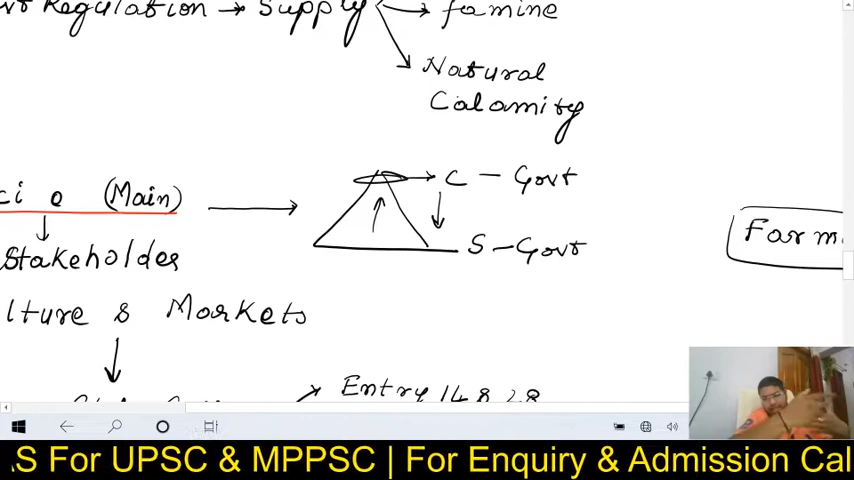 Regulation → Supply → famine
→ Natural
Calamity
(Main) → → C - Govt
↓ ↓ S - Govt
Stakeholder
Farm
lture & Markets
↓
→ Entry 14 & 28
S For UPSC & MPPSC | For Enquiry & Admission Cal